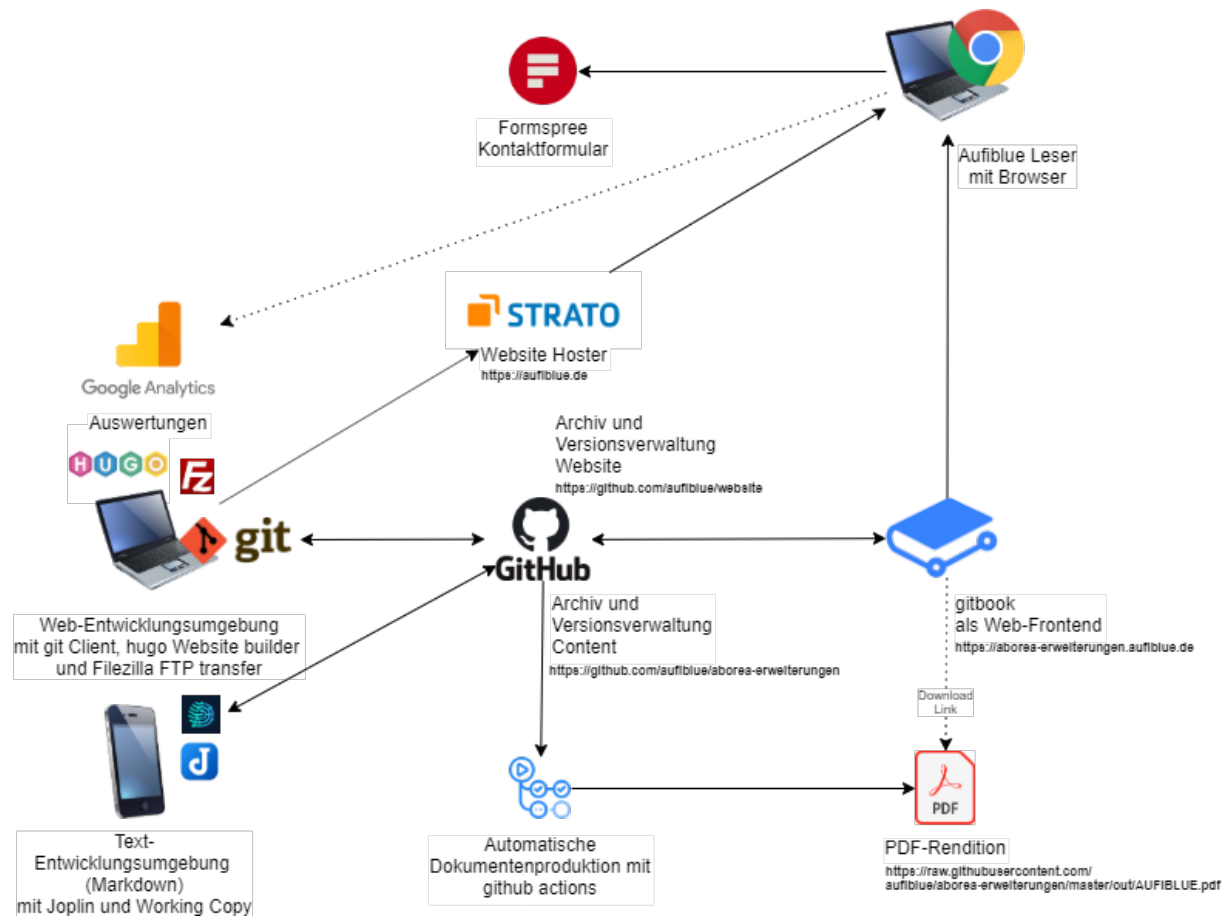 Formspree
Kontaktformular
Aufiblue Leser
mit Browser
STRATO
Website Hoster
https://aufiblue.de
Google Analytics
Auswertungen
HUGO
FZ
git
Archiv und
Versionsverwaltung
Website
https://github.com/aufiblue/website
GitHub
Web-Entwicklungsumgebung
mit git Client, hugo Website builder
und Filezilla FTP transfer
Archiv und
Versionsverwaltung
Content
https://github.com/aufiblue/aborea-erweiterungen
gitbook
als Web-Frontend
https://aborea-erweiterungen.aufiblue.de
Download
Link
J
Text-
Entwicklungsumgebung
(Markdown)
mit Joplin und Working Copy
Automatische
Dokumentenproduktion mit
github actions
PDF
PDF-Rendition
https://raw.githubusercontent.com/
aufiblue/aborea-erweiterungen/master/out/AUFIBLUE.pdf